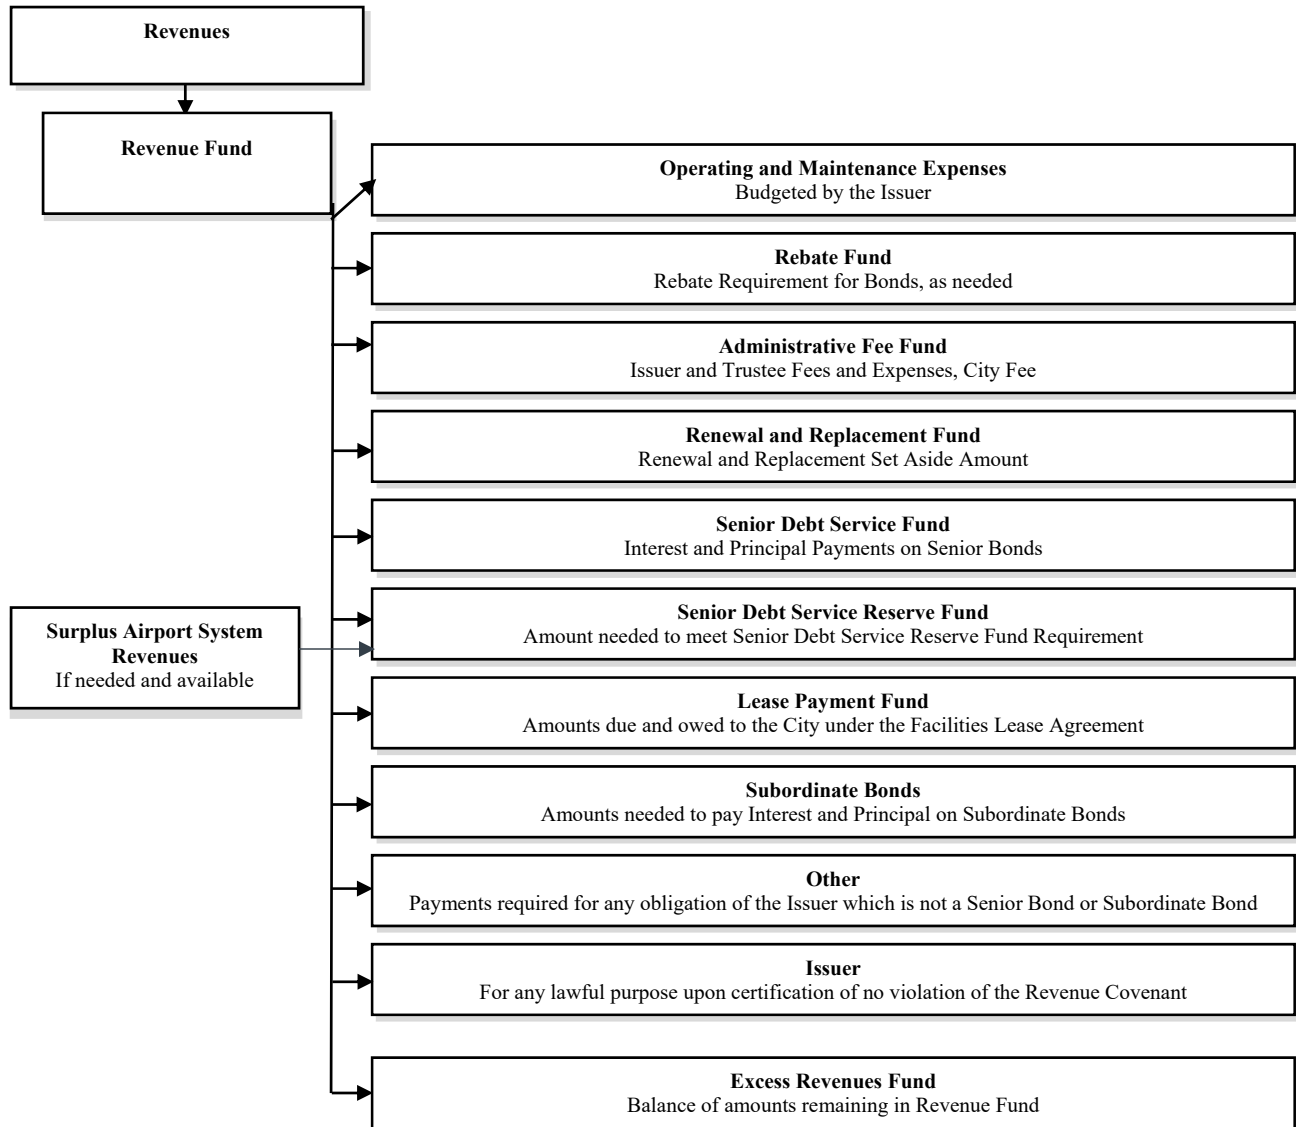 Revenues
Revenue Fund
Operating and Maintenance Expenses
Budgeted by the Issuer
Rebate Fund
Rebate Requirement for Bonds, as needed
Administrative Fee Fund
Issuer and Trustee Fees and Expenses, City Fee
Renewal and Replacement Fund
Renewal and Replacement Set Aside Amount
Senior Debt Service Fund
Interest and Principal Payments on Senior Bonds
Surplus Airport System
Revenues
If needed and available
Senior Debt Service Reserve Fund
Amount needed to meet Senior Debt Service Reserve Fund Requirement
Lease Payment Fund
Amounts due and owed to the City under the Facilities Lease Agreement
Subordinate Bonds
Amounts needed to pay Interest and Principal on Subordinate Bonds
Other
Payments required for any obligation of the Issuer which is not a Senior Bond or Subordinate Bond
Issuer
For any lawful purpose upon certification of no violation of the Revenue Covenant
Excess Revenues Fund
Balance of amounts remaining in Revenue Fund